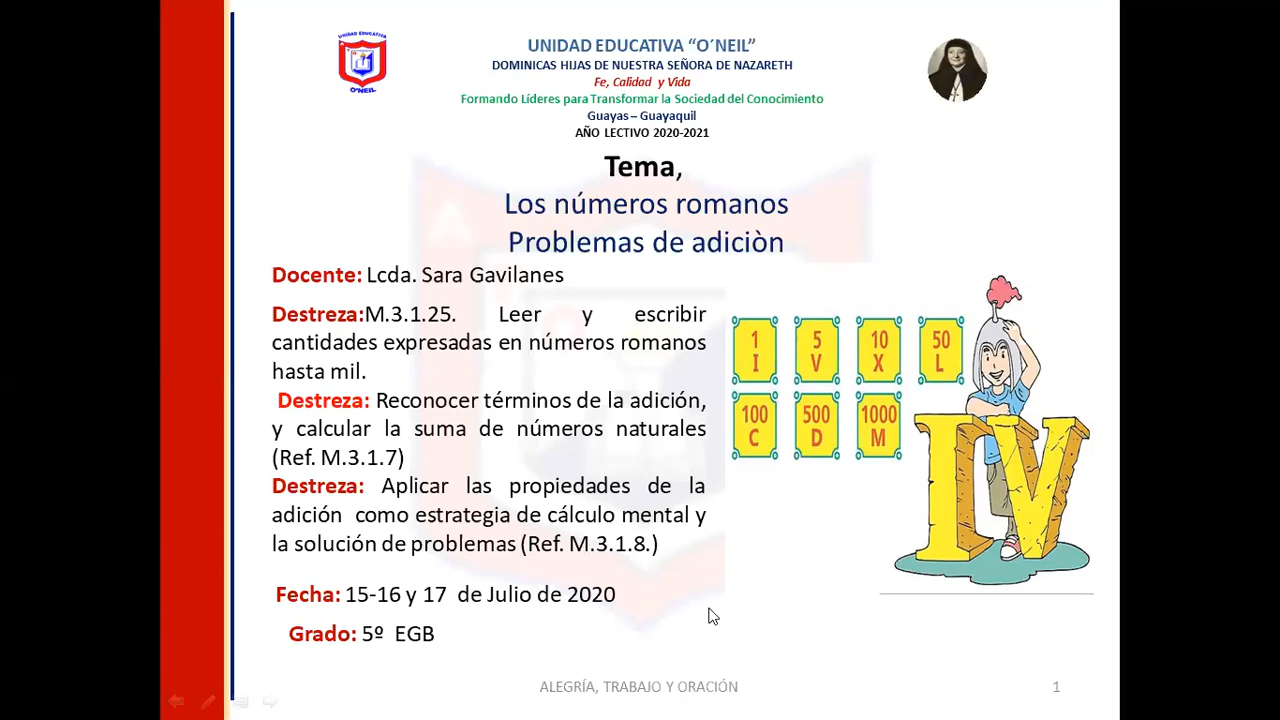 UNIDAD EDUCATIVA
O'NEIL
UNIDAD EDUCATIVA “O´NEIL”
DOMINICAS HIJAS DE NUESTRA SEÑORA DE NAZARETH
Fe, Calidad y Vida
Formando Líderes para Transformar la Sociedad del Conocimiento
Guayas – Guayaquil
AÑO LECTIVO 2020-2021
Tema,
Los números romanos
Problemas de adiciòn
Docente: Lcda. Sara Gavilanes
Destreza:M.3.1.25. Leer y escribir
cantidades expresadas en números romanos
hasta mil.
Destreza: Reconocer términos de la adición,
y calcular la suma de números naturales
(Ref. M.3.1.7)
Destreza: Aplicar las propiedades de la
adición como estrategia de cálculo mental y
la solución de problemas (Ref. M.3.1.8.)
Fecha: 15-16 y 17 de Julio de 2020
Grado: 5º EGB
1 5 10 50
I V X L
100 500 1000
C D M
IV
ALEGRÍA, TRABAJO Y ORACIÓN
1